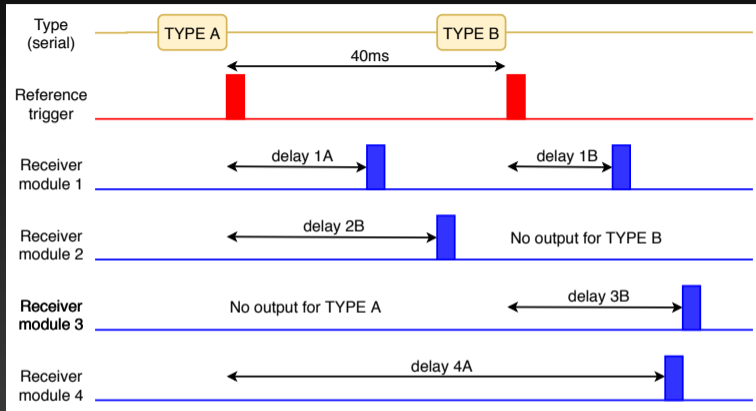 Type
(serial)
TYPE A
TYPE B
40ms
Reference
trigger
Receiver
module 1
delay 1A
delay 1B
Receiver
module 2
delay 2B
No output for TYPE B
Receiver
module 3
No output for TYPE A
delay 3B
Receiver
module 4
delay 4A